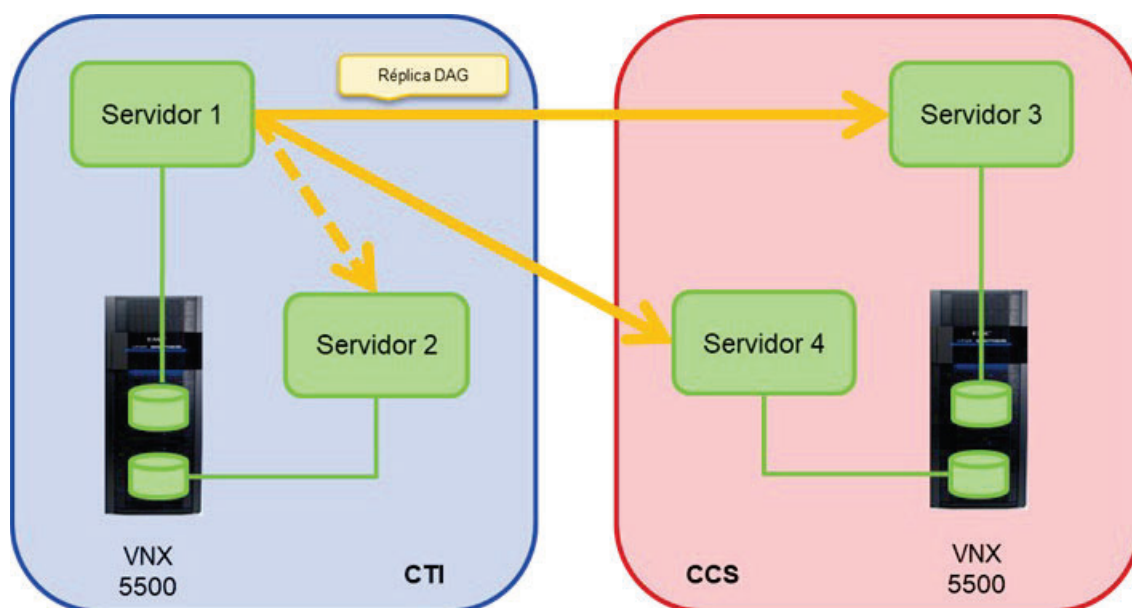 Réplica DAG
Servidor 1
Servidor 3
Servidor 2
Servidor 4
VNX
5500
CTI
CCS
VNX
5500